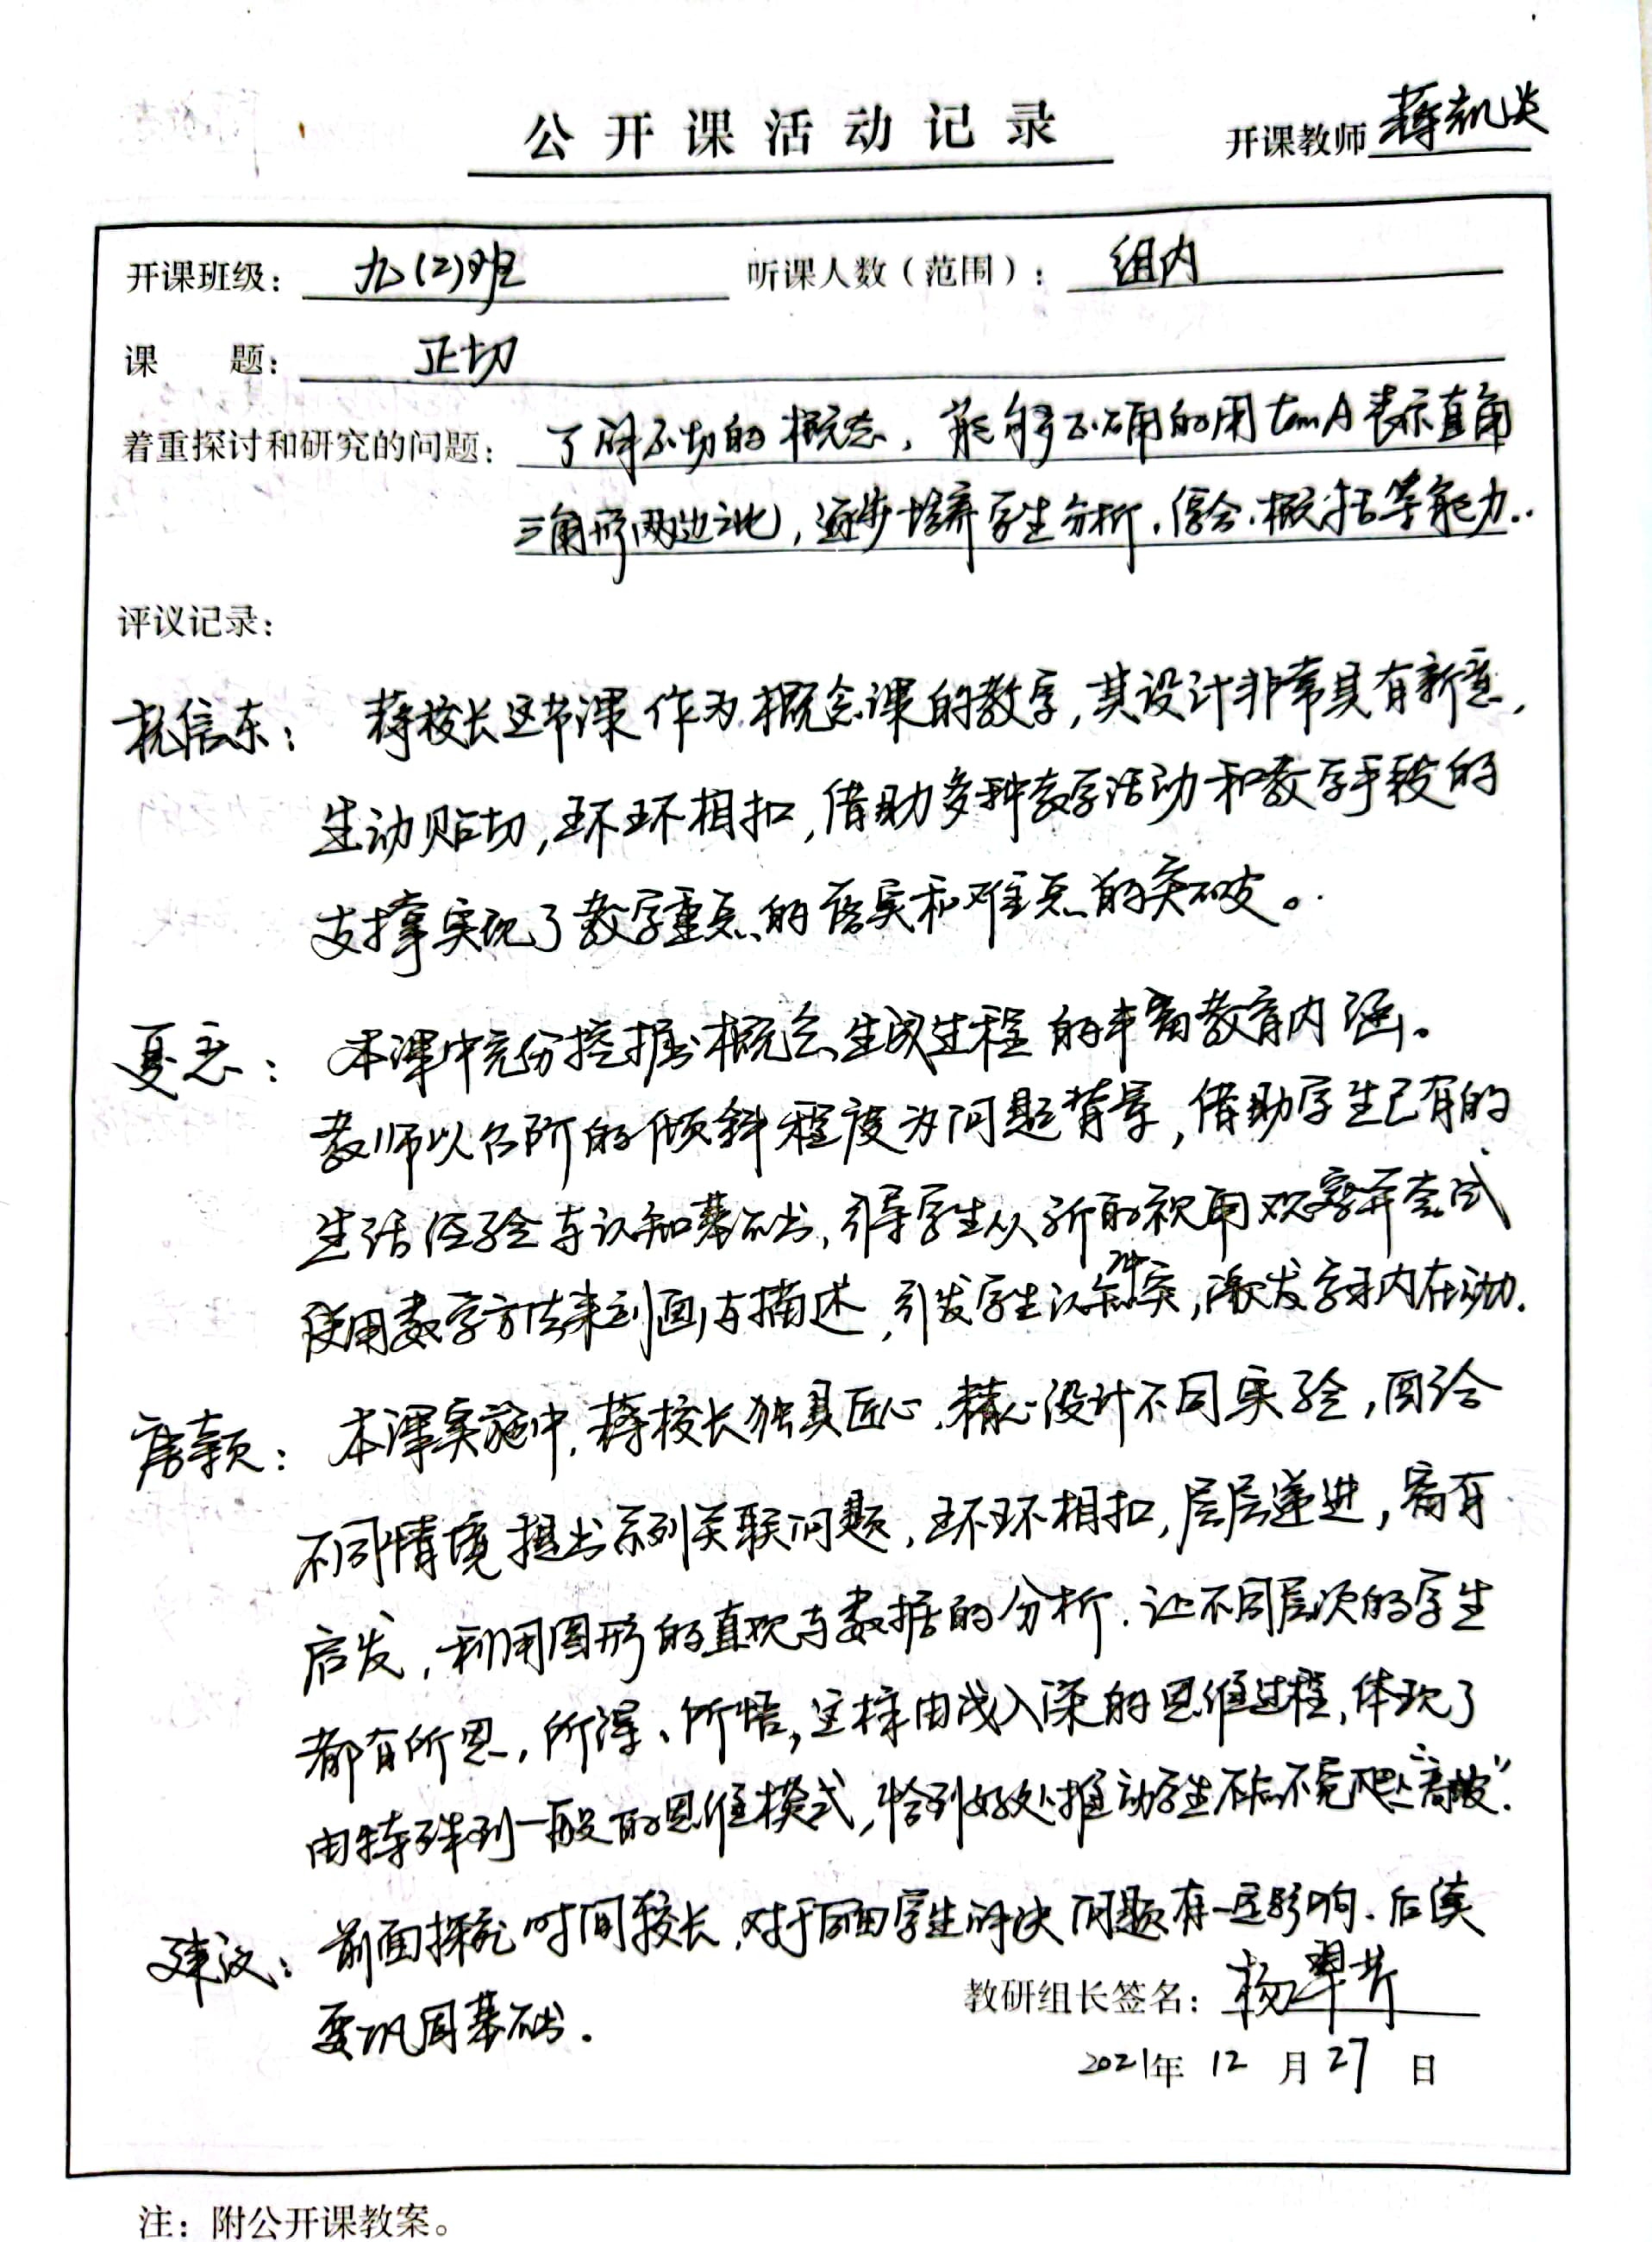 公开课活动记录
开课教师 蒋
开课班级： 九(2)班 听课人数（范围）： 组内
课 题： 正切
着重探讨和研究的问题： 了解正切的概念，能够正确的用tanA表示直角
三角形两边之比，逐步培养学生分析、综合、概括等能力.
评议记录：
信东： 蒋校长这节课作为概念课的教学，其设计非常具有新意，
生动贴切，环环相扣，借助多种教学活动和教学手段的
支撑实现了教学重点的落实和难点的突破。
夏 ： 本课中充份挖掘概念生成过程的丰富教育内涵。
教师以台阶的倾斜程度为问题背景，借助学生已有的
生活经验与认知基础，引导学生从新的视角观察并尝试
使用数学方法来刻画与描述，引发学生认知冲突，激发学习内在动力.
： 本课实施中，蒋校长独具匠心，精心设计不同实验，团绕
不同情境提出系列关联问题，环环相扣，层层递进，富有
启发，利用图形的直观与数据的分析.让不同层次的学生
都有所思，所得、所悟，这样由浅入深的思维过程，体现了
由特殊到一般的思维模式，恰到好处推动学生不知不觉爬上“高坡”.
建议： 前面探究时间较长，对于后面学生解决问题有一定影响.后续
要巩固基础.
教研组长签名： 杨翠芹
2021年 12 月 27 日
注：附公开课教案。